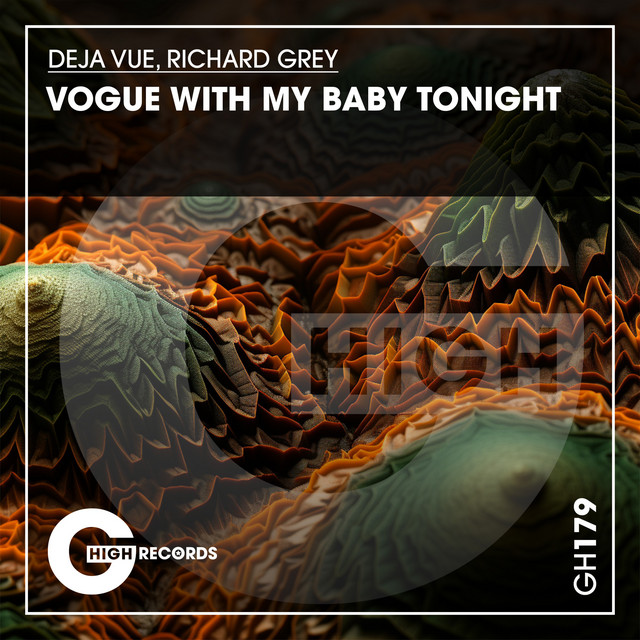 DEJA VUE, RICHARD GREY
VOGUE WITH MY BABY TONIGHT
HIGH
G HIGH RECORDS
GH179